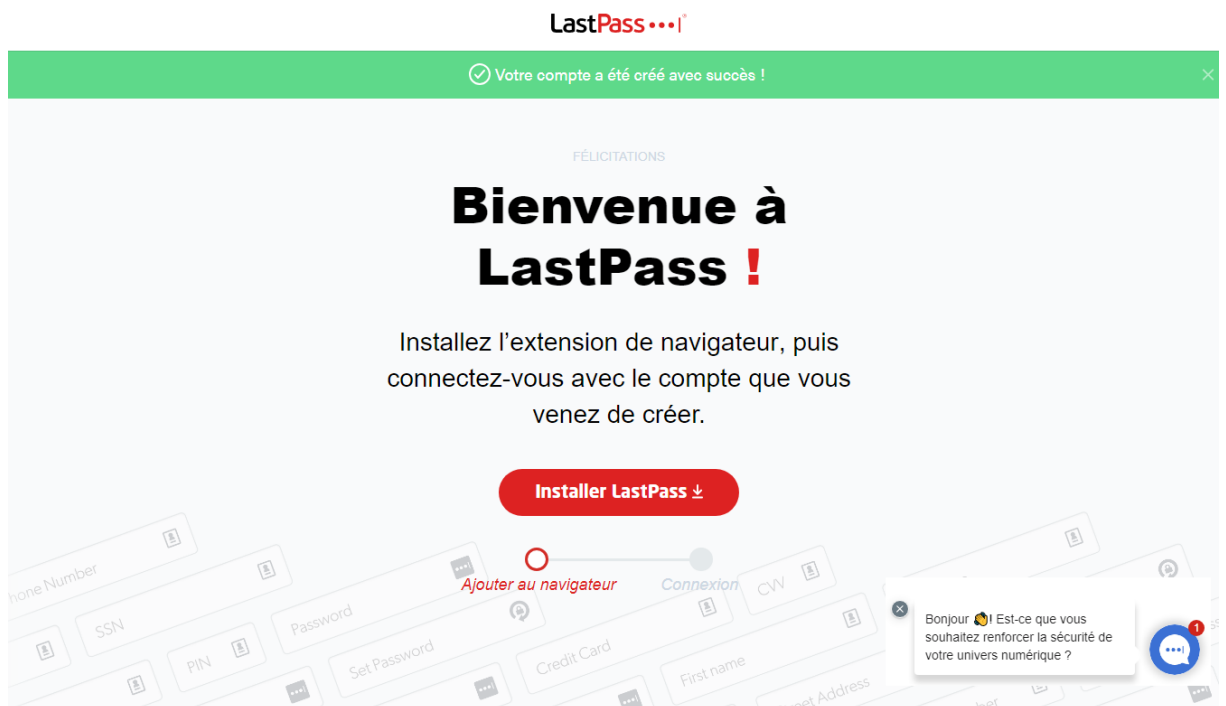 LastPass
Votre compte a été créé avec succès !
FÉLICITATIONS
Bienvenue à
LastPass !
Installez l’extension de navigateur, puis
connectez-vous avec le compte que vous
venez de créer.
Installer LastPass
Ajouter au navigateur
Connexion
Phone Number
SSN
Password
CVV
PIN
Set Password
Credit Card
First name
Address
Bonjour 👏! Est-ce que vous
souhaitez renforcer la sécurité de
votre univers numérique ?
1